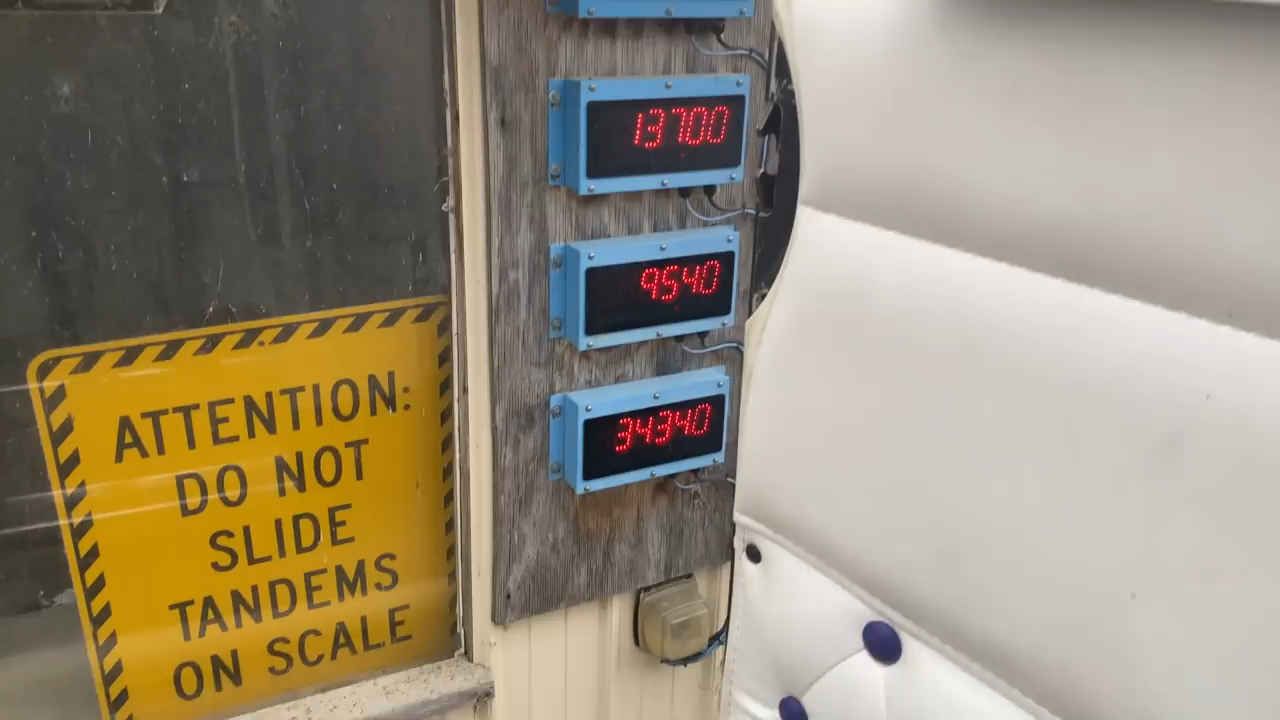 13700
9540
34340
ATTENTION:
DO NOT
SLIDE
TANDEMS
ON SCALE